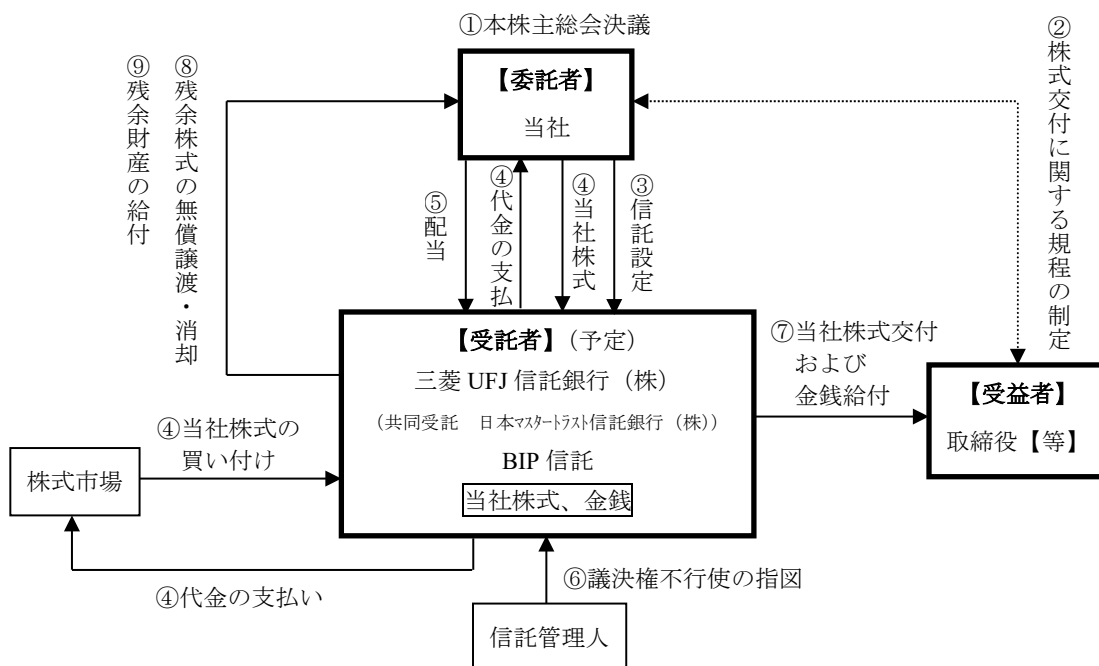 ①本株主総会決議
②株式交付に関する規程の制定
⑨残余財産の給付
⑧残余株式の無償譲渡・消却
【委託者】
当社
⑤配当
④代金の支払
④当社株式
③信託設定
【受託者】(予定)
三菱 UFJ 信託銀行（株）
（共同受託　日本マスタートラスト信託銀行（株））
BIP 信託
当社株式、金銭
⑦当社株式交付
および
金銭給付
【受益者】
取締役【等】
④当社株式の
買い付け
株式市場
④代金の支払い
⑥議決権不行使の指図
信託管理人